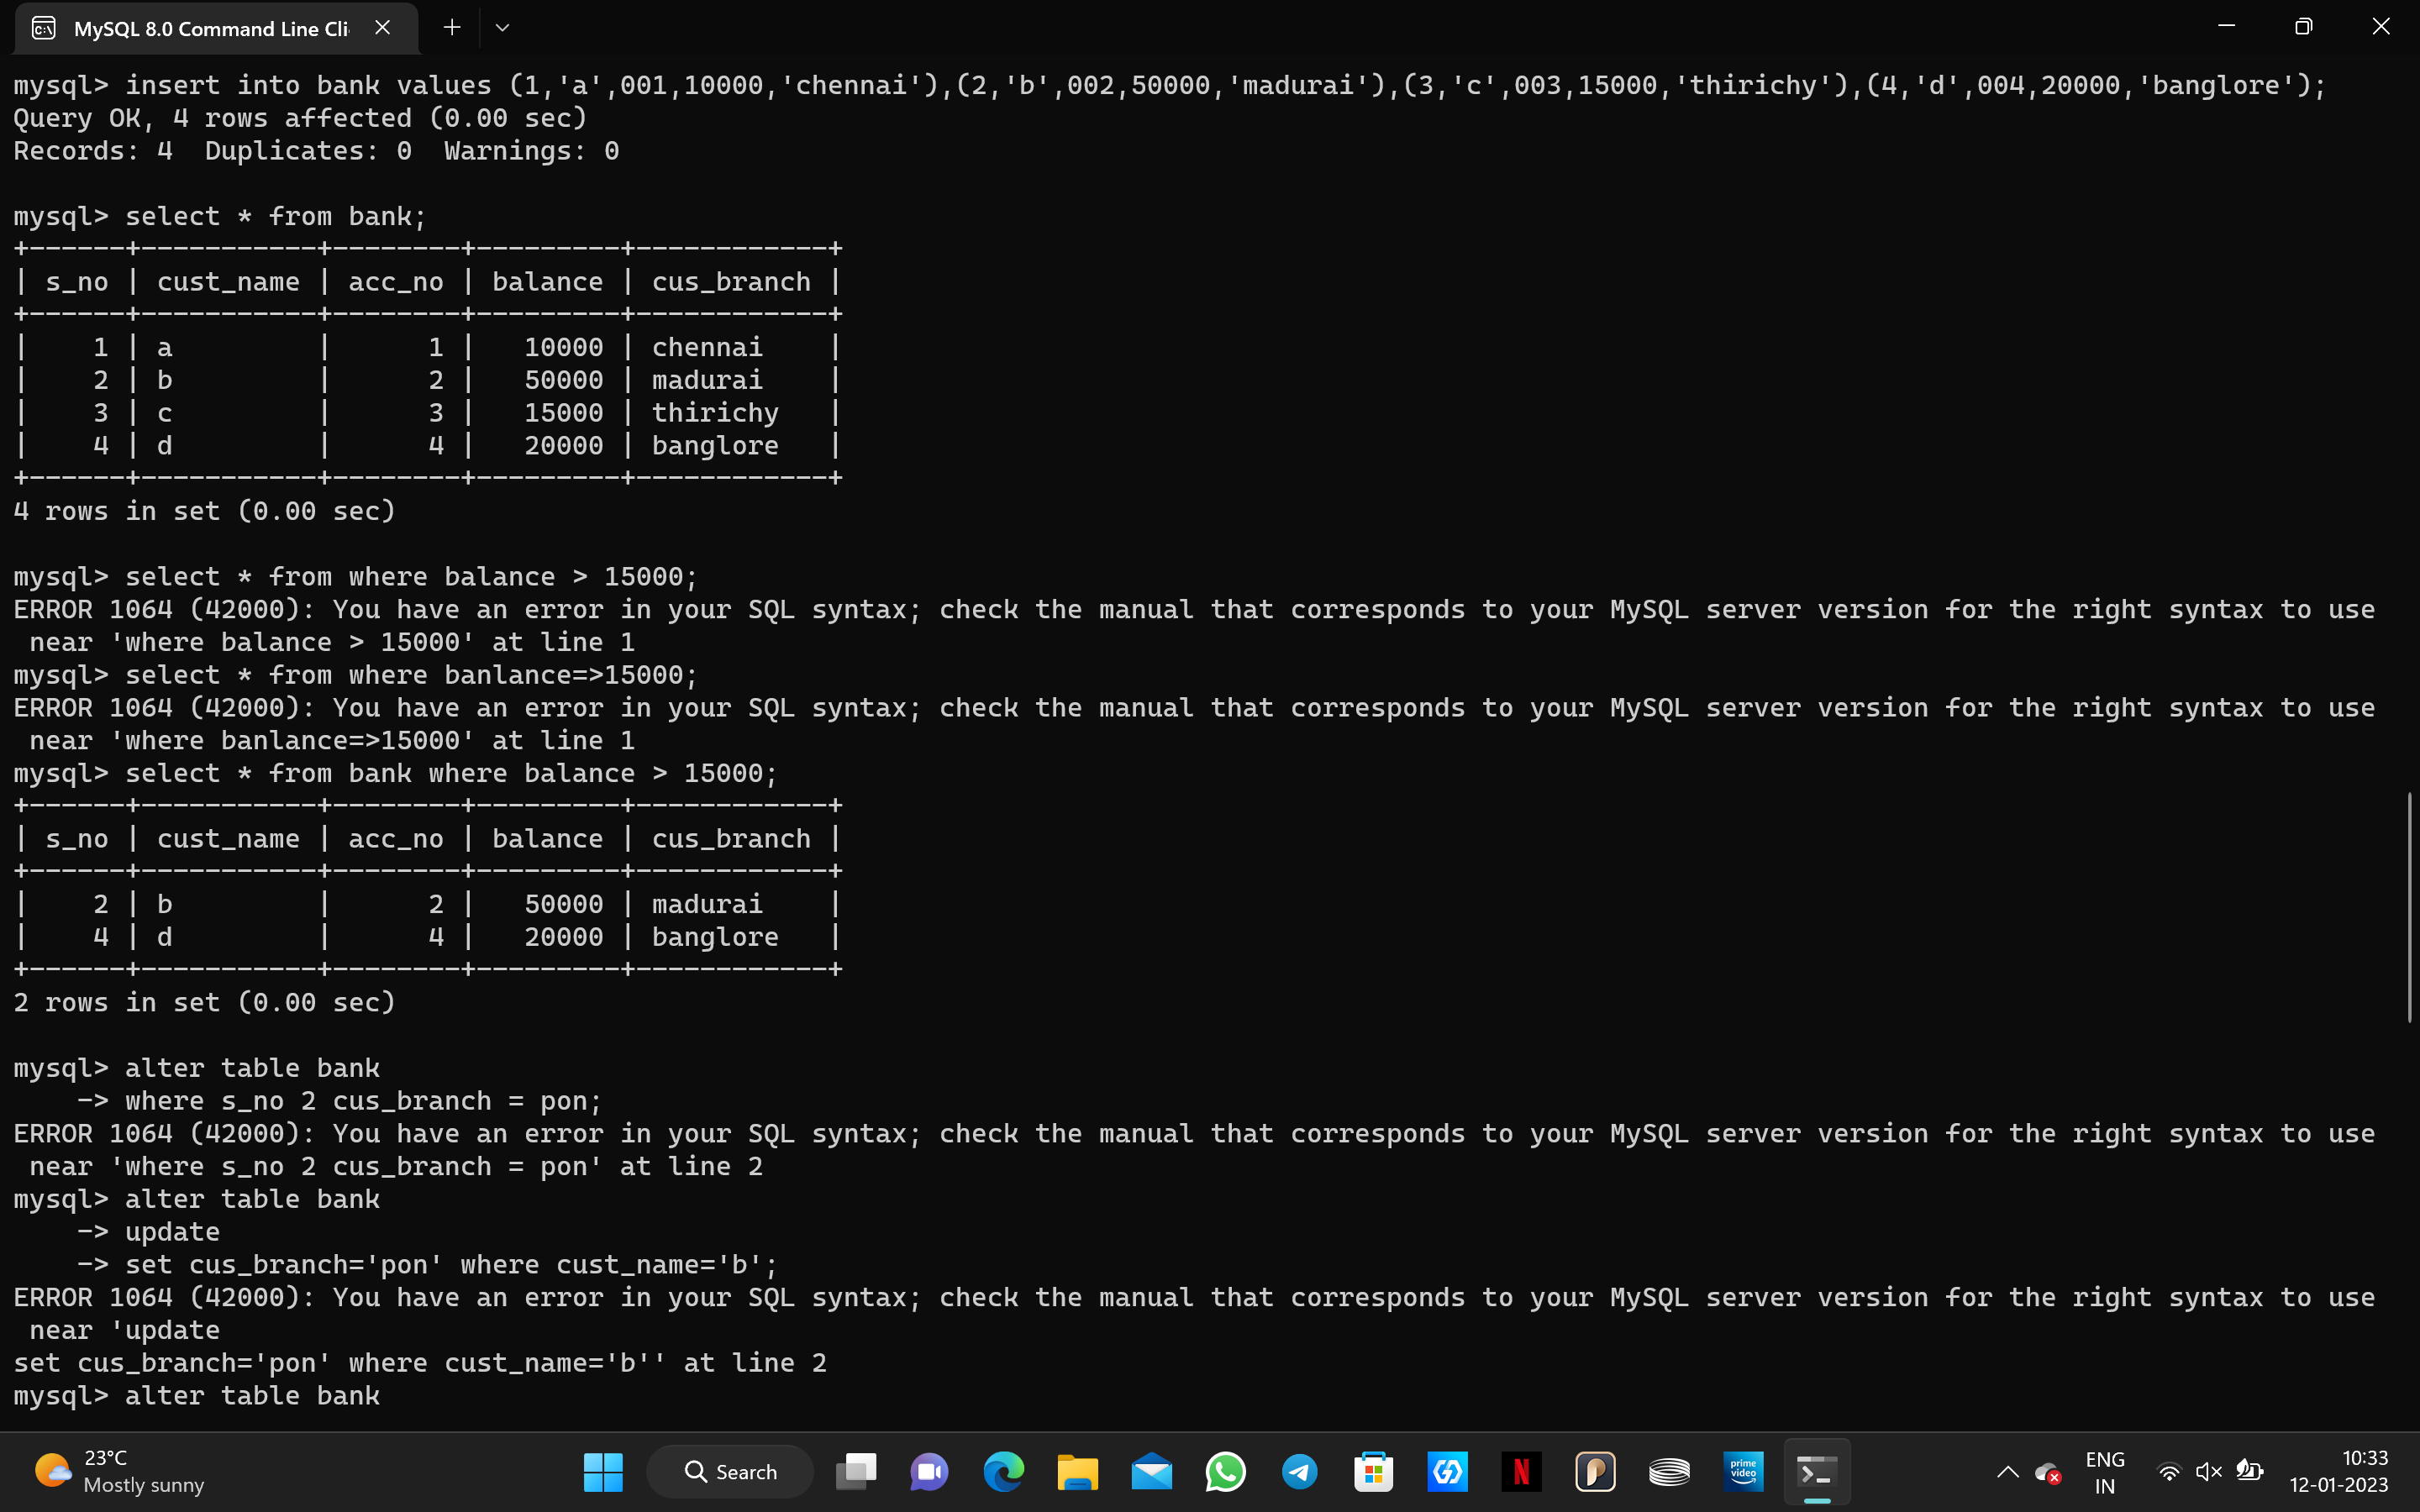 MySQL 8.0 Command Line Cli
mysql> insert into bank values (1,'a',001,10000,'chennai'),(2,'b',002,50000,'madurai'),(3,'c',003,15000,'thirichy'),(4,'d',004,20000,'banglore');
Query OK, 4 rows affected (0.00 sec)
Records: 4  Duplicates: 0  Warnings: 0
mysql> select * from bank;
+------+-----------+--------+---------+------------+
| s_no | cust_name | acc_no | balance | cus_branch |
+------+-----------+--------+---------+------------+
|    1 | a         |      1 |   10000 | chennai    |
|    2 | b         |      2 |   50000 | madurai    |
|    3 | c         |      3 |   15000 | thirichy   |
|    4 | d         |      4 |   20000 | banglore   |
+------+-----------+--------+---------+------------+
4 rows in set (0.00 sec)
mysql> select * from where balance > 15000;
ERROR 1064 (42000): You have an error in your SQL syntax; check the manual that corresponds to your MySQL server version for the right syntax to use
 near 'where balance > 15000' at line 1
mysql> select * from where banlance=>15000;
ERROR 1064 (42000): You have an error in your SQL syntax; check the manual that corresponds to your MySQL server version for the right syntax to use
 near 'where banlance=>15000' at line 1
mysql> select * from bank where balance > 15000;
+------+-----------+--------+---------+------------+
| s_no | cust_name | acc_no | balance | cus_branch |
+------+-----------+--------+---------+------------+
|    2 | b         |      2 |   50000 | madurai    |
|    4 | d         |      4 |   20000 | banglore   |
+------+-----------+--------+---------+------------+
2 rows in set (0.00 sec)
mysql> alter table bank
    -> where s_no 2 cus_branch = pon;
ERROR 1064 (42000): You have an error in your SQL syntax; check the manual that corresponds to your MySQL server version for the right syntax to use
 near 'where s_no 2 cus_branch = pon' at line 2
mysql> alter table bank
    -> update
    -> set cus_branch='pon' where cust_name='b';
ERROR 1064 (42000): You have an error in your SQL syntax; check the manual that corresponds to your MySQL server version for the right syntax to use
 near 'update
set cus_branch='pon' where cust_name='b'' at line 2
mysql> alter table bank
23°C
Mostly sunny
Search
prime video
ENG
IN
10:33
12-01-2023